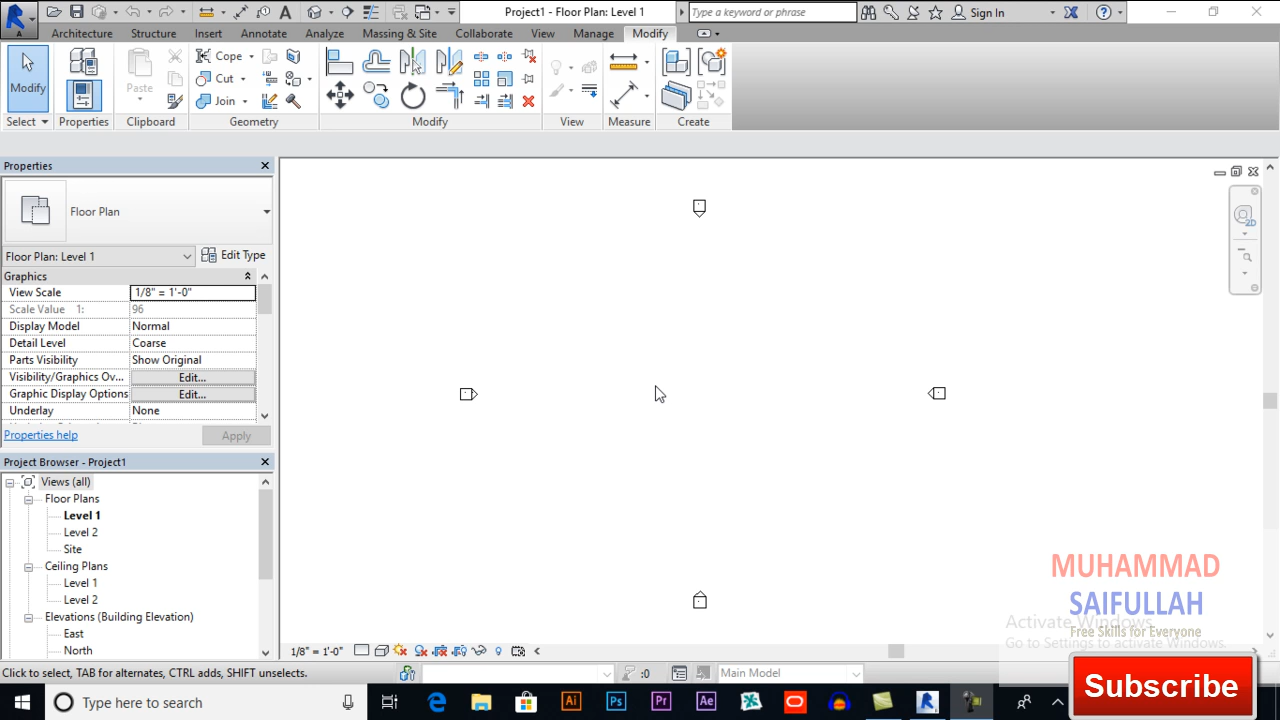 Project1 - Floor Plan: Level 1
Type a keyword or phrase
Sign In
Architecture
Structure
Insert
Annotate
Analyze
Massing & Site
Collaborate
View
Manage
Modify
Modify
Select
Properties
Paste
Clipboard
Cope
Cut
Join
Geometry
Modify
View
Measure
Create
Properties
Floor Plan
Floor Plan: Level 1
Edit Type
Graphics
View Scale
1/8" = 1'-0"
Scale Value 1:
96
Display Model
Normal
Detail Level
Coarse
Parts Visibility
Show Original
Visibility/Graphics Ov...
Edit...
Graphic Display Options
Edit...
Underlay
None
Properties help
Apply
Project Browser - Project1
Views (all)
Floor Plans
Level 1
Level 2
Site
Ceiling Plans
Level 1
Level 2
Elevations (Building Elevation)
East
North
2D
1/8" = 1'-0"
Click to select, TAB for alternates, CTRL adds, SHIFT unselects.
:0
Main Model
MUHAMMAD
SAIFULLAH
Free Skills for Everyone
Activate Windows
Go to Settings to activate Windows.
Subscribe
Type here to search
Ai
Ps
Pr
Ae